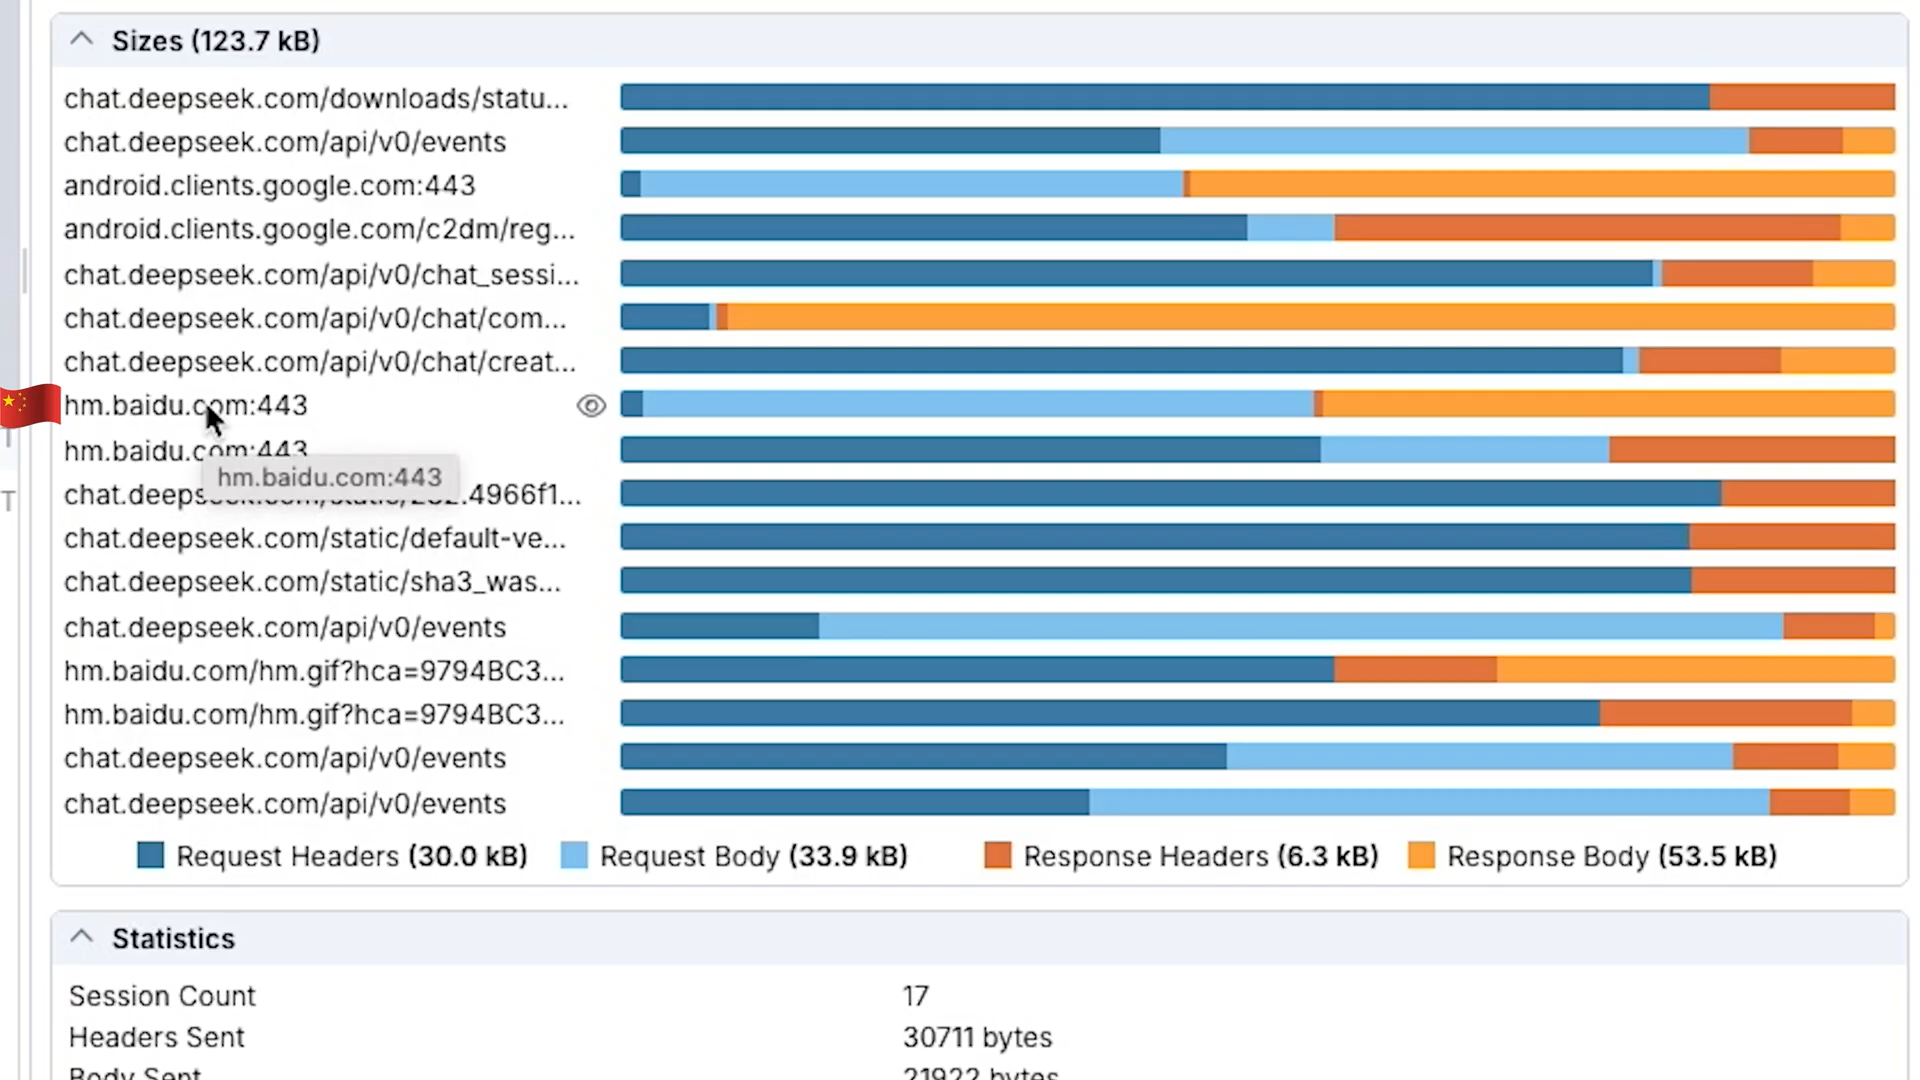 Sizes (123.7 kB)
chat.deepseek.com/downloads/statu...
chat.deepseek.com/api/v0/events
android.clients.google.com:443
android.clients.google.com/c2dm/reg...
chat.deepseek.com/api/v0/chat_sessi...
chat.deepseek.com/api/v0/chat/com...
chat.deepseek.com/api/v0/chat/creat...
hm.baidu.com:443
hm.baidu.com:443
hm.baidu.com:443
T
.4966f1...
chat.deepseek.com/static/default-ve...
chat.deepseek.com/static/sha3_was...
chat.deepseek.com/api/v0/events
hm.baidu.com/hm.gif?hca=9794BC3...
hm.baidu.com/hm.gif?hca=9794BC3...
chat.deepseek.com/api/v0/events
chat.deepseek.com/api/v0/events
Request Headers (30.0 kB) Request Body (33.9 kB) Response Headers (6.3 kB) Response Body (53.5 kB)
Statistics
Session Count 17
Headers Sent 30711 bytes
Body Sent 21922 bytes